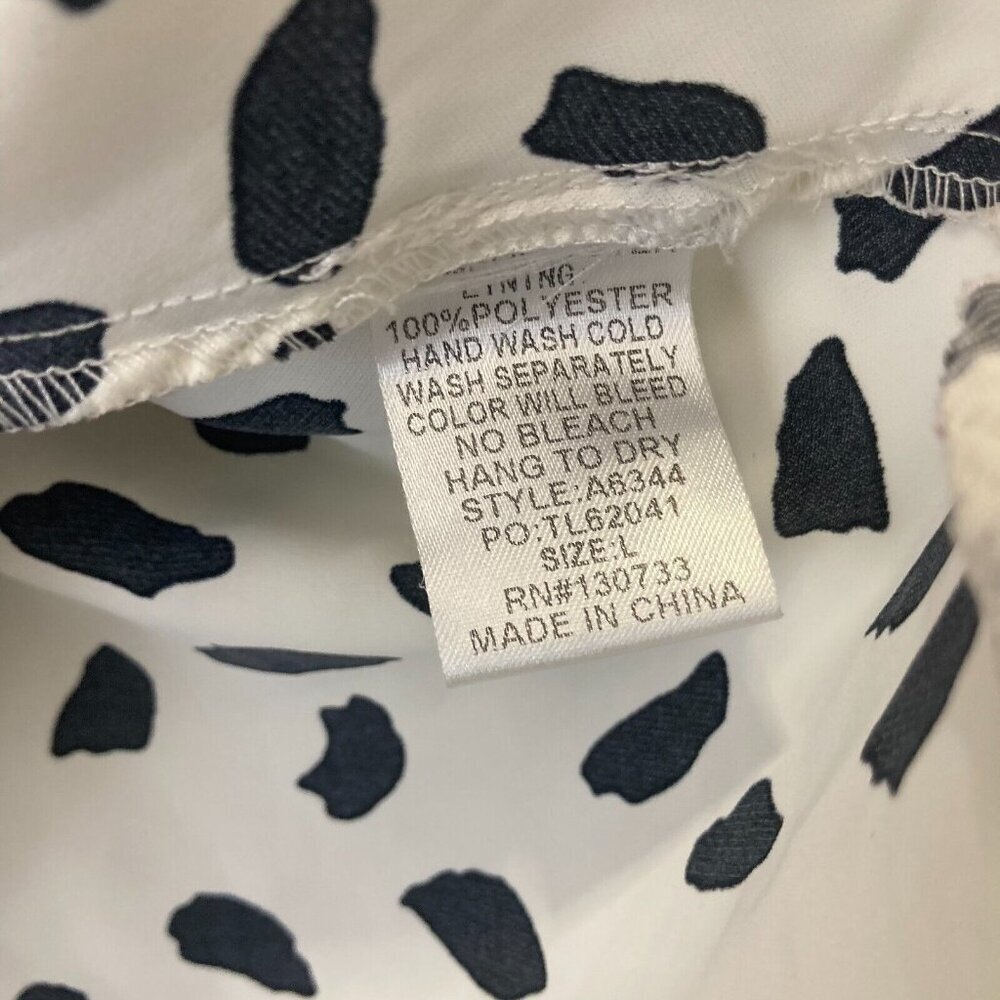 LINING
100%POLYESTER
HAND WASH COLD
WASH SEPARATELY
COLOR WILL BLEED
NO BLEACH
HANG TO DRY
STYLE:A6344
PO:TL62041
SIZE:L
RN#130733
MADE IN CHINA